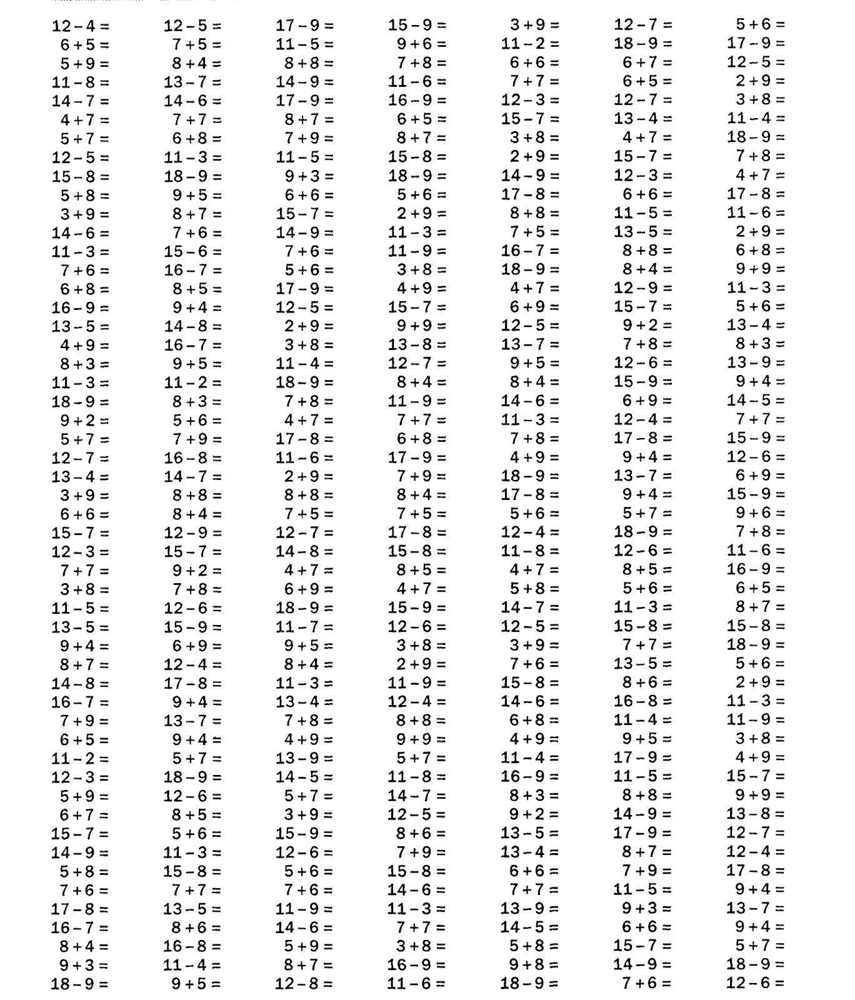 12-4= 12-5= 17-9= 15-9= 3+9= 12-7= 5+6=
6+5= 7+5= 11-5= 9+6= 11-2= 18-9= 17-9=
5+9= 8+4= 8+8= 7+8= 6+6= 6+7= 12-5=
11-8= 13-7= 14-9= 11-6= 7+7= 6+5= 2+9=
14-7= 14-6= 17-9= 16-9= 12-3= 12-7= 3+8=
4+7= 7+7= 8+7= 6+5= 15-7= 13-4= 11-4=
5+7= 6+8= 7+9= 8+7= 3+8= 4+7= 18-9=
12-5= 11-3= 11-5= 15-8= 2+9= 15-7= 7+8=
15-8= 18-9= 9+3= 18-9= 14-9= 12-3= 4+7=
5+8= 9+5= 6+6= 5+6= 17-8= 6+6= 17-8=
3+9= 8+7= 15-7= 2+9= 8+8= 11-5= 11-6=
14-6= 7+6= 14-9= 11-3= 7+5= 13-5= 2+9=
11-3= 15-6= 7+6= 11-9= 16-7= 8+8= 6+8=
7+6= 16-7= 5+6= 3+8= 18-9= 8+4= 9+9=
6+8= 8+5= 17-9= 4+9= 4+7= 12-9= 11-3=
16-9= 9+4= 12-5= 15-7= 6+9= 15-7= 5+6=
13-5= 14-8= 2+9= 9+9= 12-5= 9+2= 13-4=
4+9= 16-7= 3+8= 13-8= 13-7= 7+8= 8+3=
8+3= 9+5= 11-4= 12-7= 9+5= 12-6= 13-9=
11-3= 11-2= 18-9= 8+4= 8+4= 15-9= 9+4=
18-9= 8+3= 7+8= 11-9= 14-6= 6+9= 14-5=
9+2= 5+6= 4+7= 7+7= 11-3= 12-4= 7+7=
5+7= 7+9= 17-8= 6+8= 7+8= 17-8= 15-9=
12-7= 16-8= 11-6= 17-9= 4+9= 9+4= 12-6=
13-4= 14-7= 2+9= 7+9= 18-9= 13-7= 6+9=
3+9= 8+8= 8+8= 8+4= 17-8= 9+4= 15-9=
6+6= 8+4= 7+5= 7+5= 5+6= 5+7= 9+6=
15-7= 12-9= 12-7= 17-8= 12-4= 18-9= 7+8=
12-3= 15-7= 14-8= 15-8= 11-8= 12-6= 11-6=
7+7= 9+2= 4+7= 8+5= 4+7= 8+5= 16-9=
3+8= 7+8= 6+9= 4+7= 5+8= 5+6= 6+5=
11-5= 12-6= 18-9= 15-9= 14-7= 11-3= 8+7=
13-5= 15-9= 11-7= 12-6= 12-5= 15-8= 15-8=
9+4= 6+9= 9+5= 3+8= 3+9= 7+7= 18-9=
8+7= 12-4= 8+4= 2+9= 7+6= 13-5= 5+6=
14-8= 17-8= 11-3= 11-9= 15-8= 8+6= 2+9=
16-7= 9+4= 13-4= 12-4= 14-6= 16-8= 11-3=
7+9= 13-7= 7+8= 8+8= 6+8= 11-4= 11-9=
6+5= 9+4= 4+9= 9+9= 4+9= 9+5= 3+8=
11-2= 5+7= 13-9= 5+7= 11-4= 17-9= 4+9=
12-3= 18-9= 14-5= 11-8= 16-9= 11-5= 15-7=
5+9= 12-6= 5+7= 14-7= 8+3= 8+8= 9+9=
6+7= 8+5= 3+9= 12-5= 9+2= 14-9= 13-8=
15-7= 5+6= 15-9= 8+6= 13-5= 17-9= 12-7=
14-9= 11-3= 12-6= 7+9= 13-4= 8+7= 12-4=
5+8= 15-8= 5+6= 15-8= 6+6= 7+9= 17-8=
7+6= 7+7= 7+6= 14-6= 7+7= 11-5= 9+4=
17-8= 13-5= 11-9= 11-3= 13-9= 9+3= 13-7=
16-7= 8+6= 14-6= 7+7= 14-5= 6+6= 9+4=
8+4= 16-8= 5+9= 3+8= 5+8= 15-7= 5+7=
9+3= 11-4= 8+7= 16-9= 9+8= 14-9= 18-9=
18-9= 9+5= 12-8= 11-6= 18-9= 7+6= 12-6=